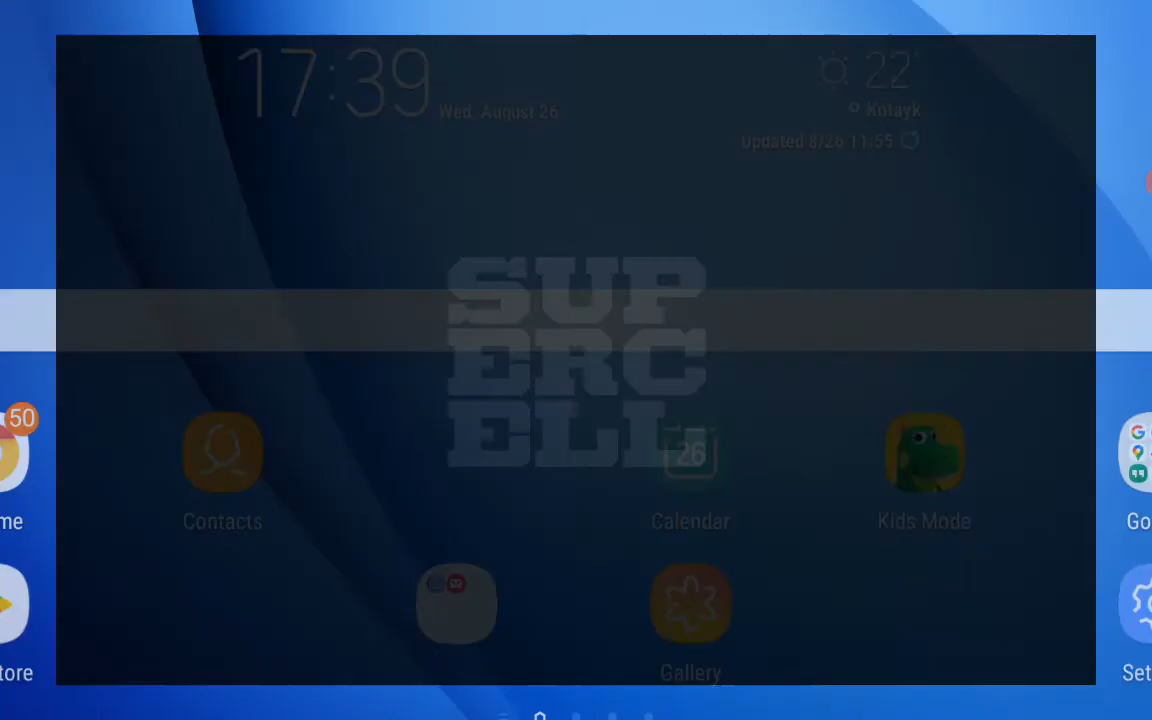 17:39
Wed, August 26
22°
Kotayk
Updated 8/26 11:55
SUP
ERC
ELL
50
26
me
Contacts
Calendar
Kids Mode
Go
tore
Gallery
Set